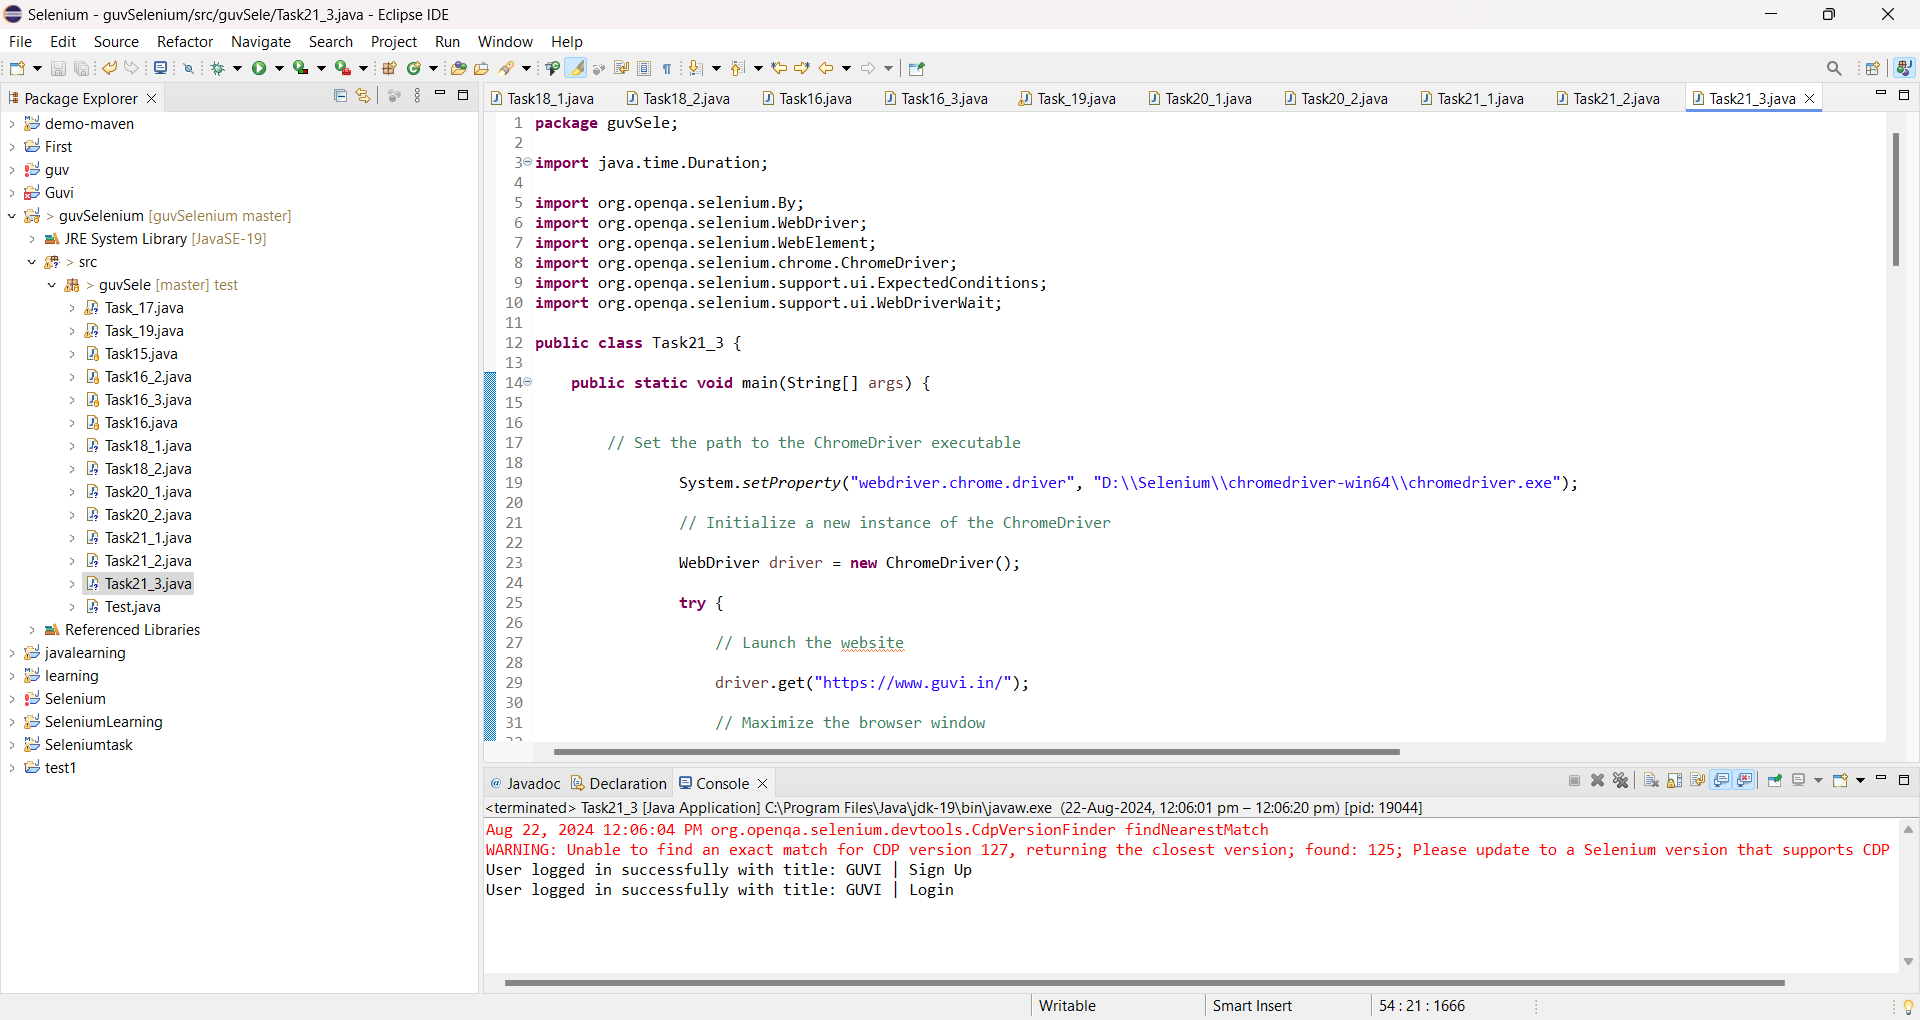 Selenium - guvSelenium/src/guvSele/Task21_3.java - Eclipse IDE
File Edit Source Refactor Navigate Search Project Run Window Help
Package Explorer
demo-maven
First
guv
Guvi
> guvSelenium [guvSelenium master]
JRE System Library [JavaSE-19]
> src
> guvSele [master] test
Task_17.java
Task_19.java
Task15.java
Task16_2.java
Task16_3.java
Task16.java
Task18_1.java
Task18_2.java
Task20_1.java
Task20_2.java
Task21_1.java
Task21_2.java
Task21_3.java
Test.java
Referenced Libraries
javalearning
learning
Selenium
SeleniumLearning
Seleniumtask
test1
Task18_1.java Task18_2.java Task16.java Task16_3.java Task_19.java Task20_1.java Task20_2.java Task21_1.java Task21_2.java Task21_3.java
1 package guvSele;
2
3 import java.time.Duration;
4
5 import org.openqa.selenium.By;
6 import org.openqa.selenium.WebDriver;
7 import org.openqa.selenium.WebElement;
8 import org.openqa.selenium.chrome.ChromeDriver;
9 import org.openqa.selenium.support.ui.ExpectedConditions;
10 import org.openqa.selenium.support.ui.WebDriverWait;
11
12 public class Task21_3 {
13
14 public static void main(String[] args) {
15
16
17 // Set the path to the ChromeDriver executable
18
19 System.setProperty("webdriver.chrome.driver", "D:\\Selenium\\chromedriver-win64\\chromedriver.exe");
20
21 // Initialize a new instance of the ChromeDriver
22
23 WebDriver driver = new ChromeDriver();
24
25 try {
26
27 // Launch the website
28
29 driver.get("https://www.guvi.in/");
30
31 // Maximize the browser window
@ Javadoc Declaration Console
<terminated> Task21_3 [Java Application] C:\Program Files\Java\jdk-19\bin\javaw.exe (22-Aug-2024, 12:06:01 pm – 12:06:20 pm) [pid: 19044]
Aug 22, 2024 12:06:04 PM org.openqa.selenium.devtools.CdpVersionFinder findNearestMatch
WARNING: Unable to find an exact match for CDP version 127, returning the closest version; found: 125; Please update to a Selenium version that supports CDP
User logged in successfully with title: GUVI | Sign Up
User logged in successfully with title: GUVI | Login
Writable Smart Insert 54 : 21 : 1666